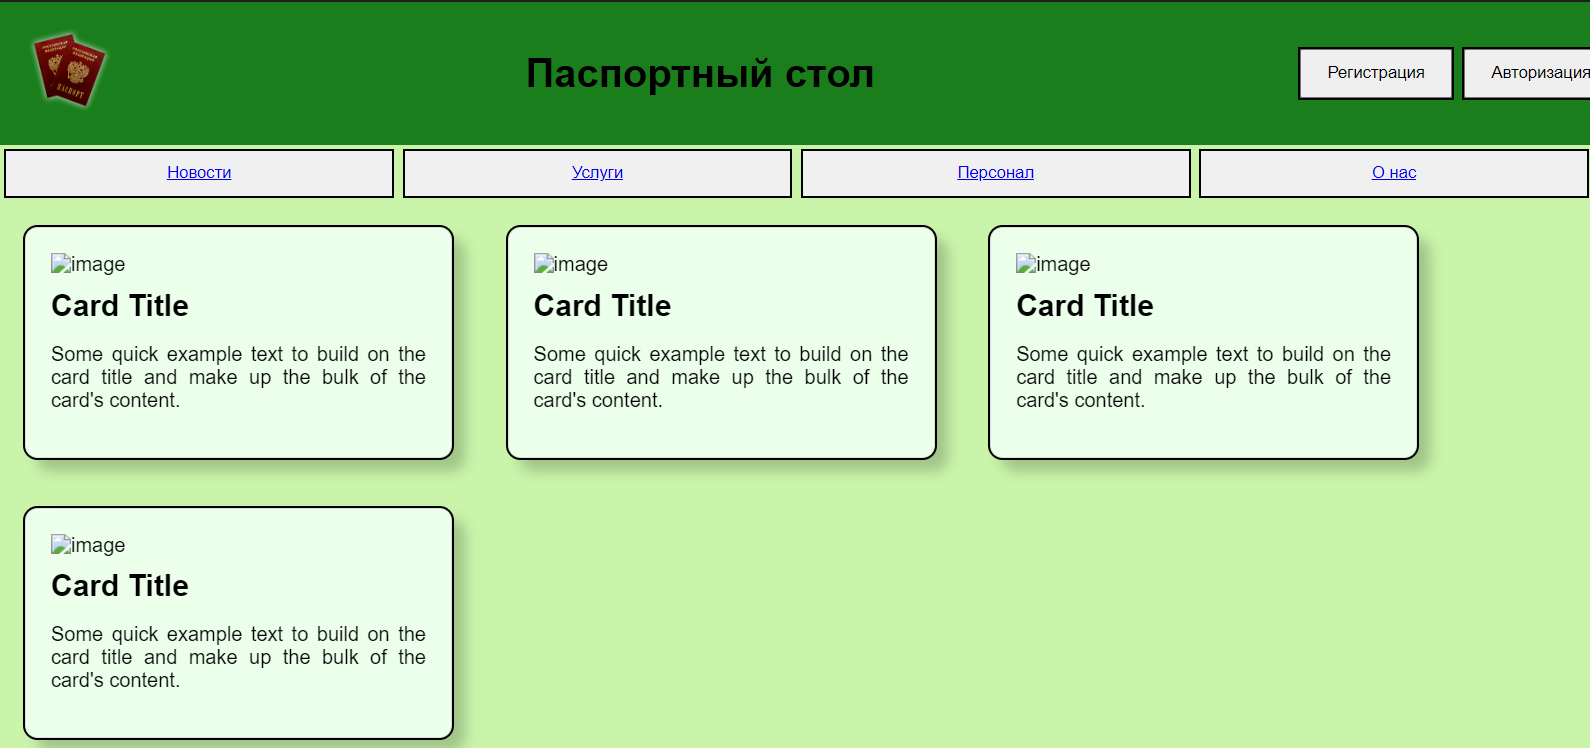 РОССИЙСКАЯ
ФЕДЕРАЦИЯ
РОССИЙСКАЯ
ФЕДЕРАЦИЯ
ПАСПОРТ
Паспортный стол
Регистрация
Авторизация
Новости
Услуги
Персонал
О нас
image
Card Title
Some quick example text to build on the
card title and make up the bulk of the
card's content.
image
Card Title
Some quick example text to build on the
card title and make up the bulk of the
card's content.
image
Card Title
Some quick example text to build on the
card title and make up the bulk of the
card's content.
image
Card Title
Some quick example text to build on the
card title and make up the bulk of the
card's content.